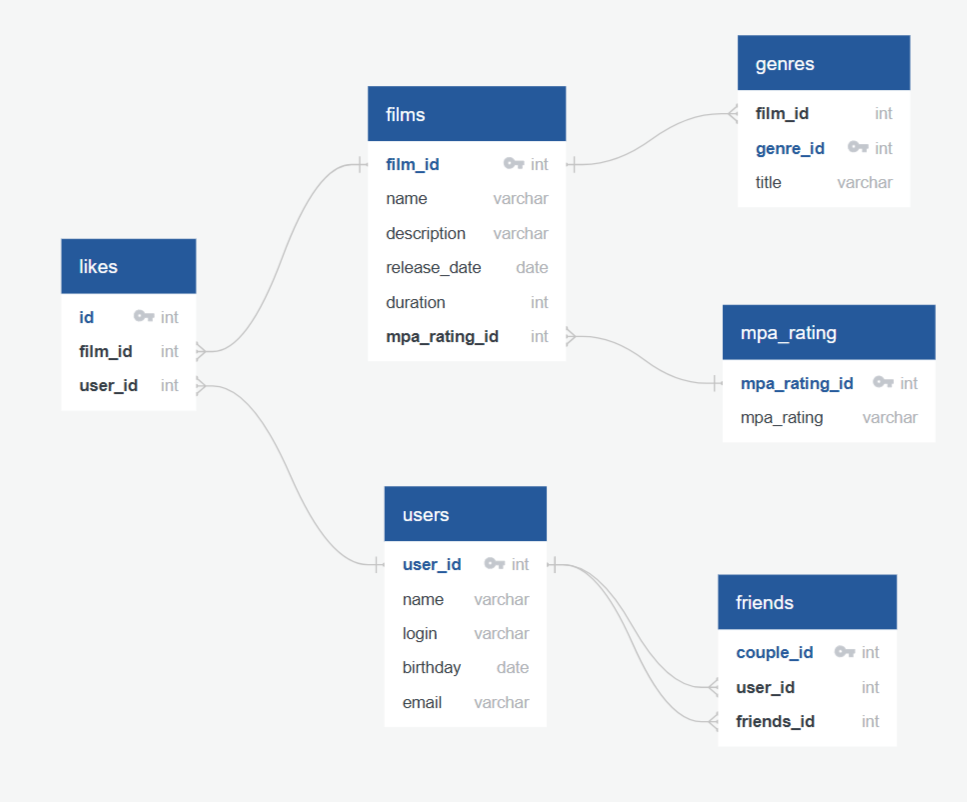 likes
id int
film_id int
user_id int
films
film_id int
name varchar
description varchar
release_date date
duration int
mpa_rating_id int
users
user_id int
name varchar
login varchar
birthday date
email varchar
genres
film_id int
genre_id int
title varchar
mpa_rating
mpa_rating_id int
mpa_rating varchar
friends
couple_id int
user_id int
friends_id int